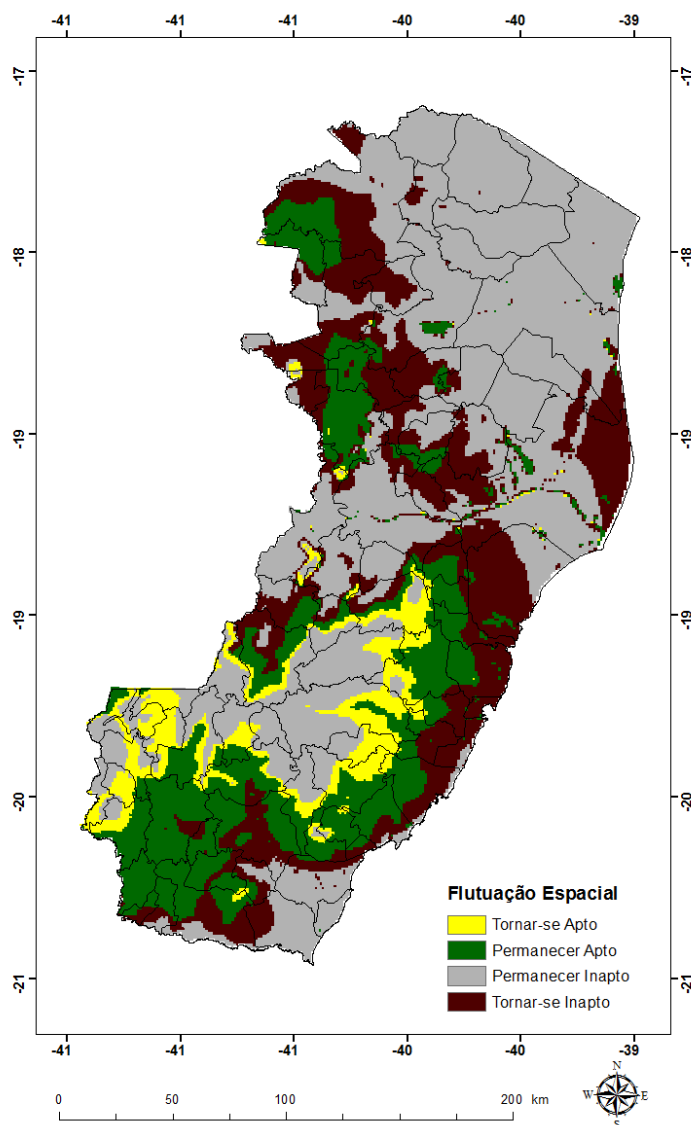 -41 -41 -41 -40 -40 -39
-17 -17
-18 -18
-19 -19
-19 -19
-20 -20
Flutuação Espacial
Tornar-se Apto
Permanecer Apto
Permanecer Inapto
Tornar-se Inapto
-21 -21
-41 -41 -41 -40 -40 -39
0 50 100 200 km
N
W E
S